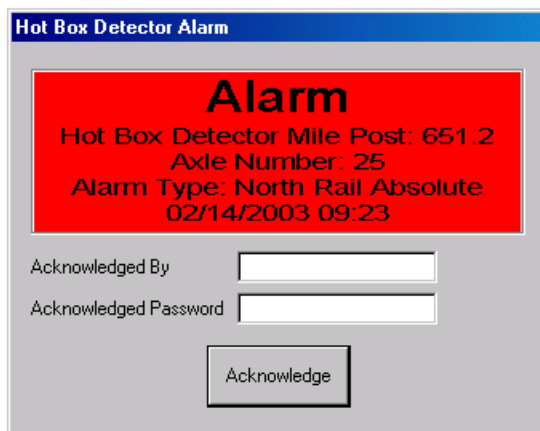 Hot Box Detector Alarm
Alarm
Hot Box Detector Mile Post: 651.2
Axle Number: 25
Alarm Type: North Rail Absolute
02/14/2003 09:23
Acknowledged By
Acknowledged Password
Acknowledge